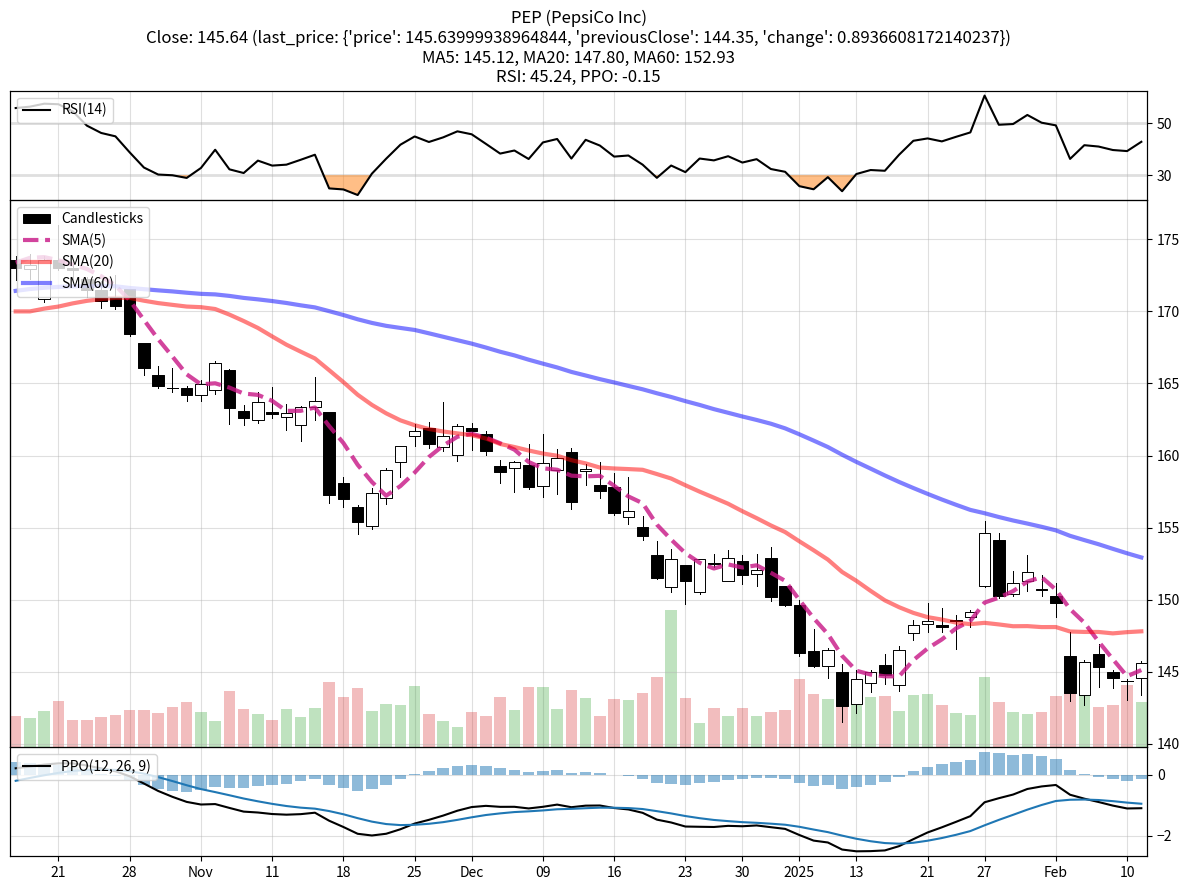 PEP (PepsiCo Inc)
Close: 145.64 (last_price: {'price': 145.63999938964844, 'previousClose': 144.35, 'change': 0.8936608172140237})
MA5: 145.12, MA20: 147.80, MA60: 152.93
RSI: 45.24, PPO: -0.15
RSI(14)
50
30
Candlesticks
SMA(5)
SMA(20)
SMA(60)
175
170
165
160
155
150
145
140
PPO(12, 26, 9)
0
−2
21 28 Nov 11 18 25 Dec 09 16 23 30 2025 13 21 27 Feb 10